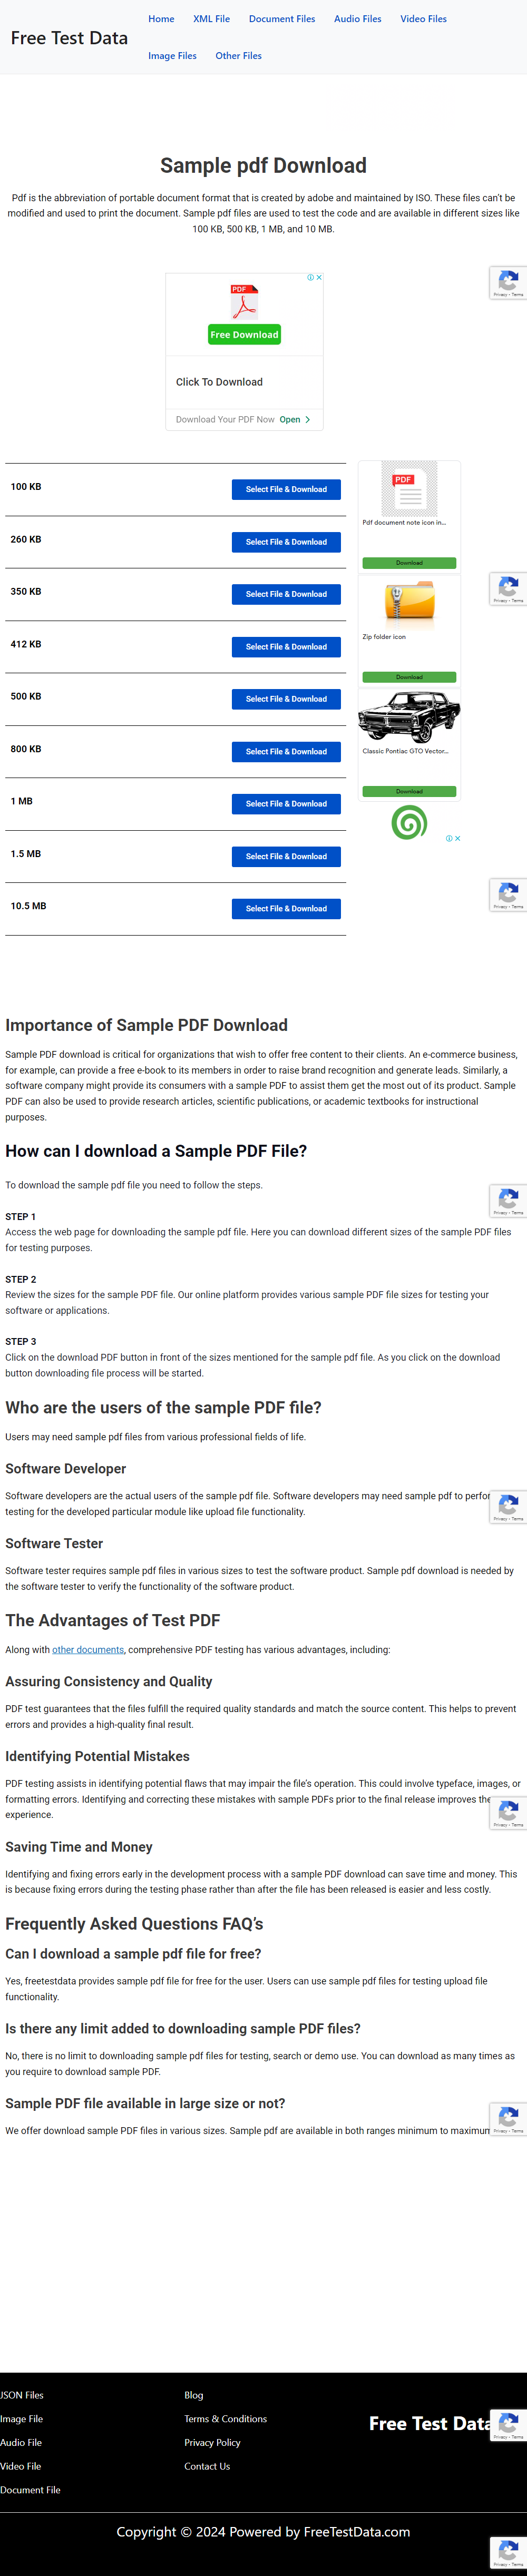 Free Test Data
Home
XML File
Document Files
Audio Files
Video Files
Image Files
Other Files
Sample pdf Download
Pdf is the abbreviation of portable document format that is created by adobe and maintained by ISO. These files can't be
modified and used to print the document. Sample pdf files are used to test the code and are available in different sizes like
100 KB, 500 KB, 1 MB, and 10 MB.
Privacy - Terms
PDF
Free Download
Click To Download
Download Your PDF Now
Open
100 KB
Select File & Download
260 KB
Select File & Download
350 KB
Select File & Download
412 KB
Select File & Download
500 KB
Select File & Download
800 KB
Select File & Download
1 MB
Select File & Download
1.5 MB
Select File & Download
10.5 MB
Select File & Download
PDF
Pdf document note icon in...
Download
Zip folder icon
Download
Classic Pontiac GTO Vector...
Download
Privacy - Terms
Privacy - Terms
Importance of Sample PDF Download
Sample PDF download is critical for organizations that wish to offer free content to their clients. An e-commerce business,
for example, can provide a free e-book to its members in order to raise brand recognition and generate leads. Similarly, a
software company might provide its consumers with a sample PDF to assist them get the most out of its product. Sample
PDF can also be used to provide research articles, scientific publications, or academic textbooks for instructional
purposes.
How can I download a Sample PDF File?
To download the sample pdf file you need to follow the steps.
Privacy - Terms
STEP 1
Access the web page for downloading the sample pdf file. Here you can download different sizes of the sample PDF files
for testing purposes.
STEP 2
Review the sizes for the sample PDF file. Our online platform provides various sample PDF file sizes for testing your
software or applications.
STEP 3
Click on the download PDF button in front of the sizes mentioned for the sample pdf file. As you click on the download
button downloading file process will be started.
Who are the users of the sample PDF file?
Users may need sample pdf files from various professional fields of life.
Software Developer
Software developers are the actual users of the sample pdf file. Software developers may need sample pdf to perfor
testing for the developed particular module like upload file functionality.
Privacy - Terms
Software Tester
Software tester requires sample pdf files in various sizes to test the software product. Sample pdf download is needed by
the software tester to verify the functionality of the software product.
The Advantages of Test PDF
Along with other documents, comprehensive PDF testing has various advantages, including:
Assuring Consistency and Quality
PDF test guarantees that the files fulfill the required quality standards and match the source content. This helps to prevent
errors and provides a high-quality final result.
Identifying Potential Mistakes
PDF testing assists in identifying potential flaws that may impair the file's operation. This could involve typeface, images, or
formatting errors. Identifying and correcting these mistakes with sample PDFs prior to the final release improves the
experience.
Privacy - Terms
Saving Time and Money
Identifying and fixing errors early in the development process with a sample PDF download can save time and money. This
is because fixing errors during the testing phase rather than after the file has been released is easier and less costly.
Frequently Asked Questions FAQ's
Can I download a sample pdf file for free?
Yes, freetestdata provides sample pdf file for free for the user. Users can use sample pdf files for testing upload file
functionality.
Is there any limit added to downloading sample PDF files?
No, there is no limit to downloading sample pdf files for testing, search or demo use. You can download as many times as
you require to download sample PDF.
Sample PDF file available in large size or not?
We offer download sample PDF files in various sizes. Sample pdf are available in both ranges minimum to maximum
Privacy - Terms
JSON Files
Image File
Audio File
Video File
Document File
Blog
Terms & Conditions
Privacy Policy
Contact Us
Free Test Data
Privacy - Terms
Copyright © 2024 Powered by FreeTestData.com
Privacy - Terms